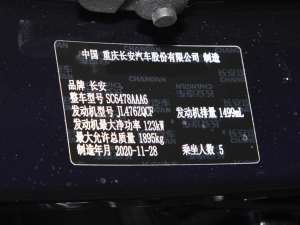 中国 重庆长安汽车股份有限公司 制造
品牌 长安
整车型号 SC6478AAA6
发动机型号 JL476ZQCF 发动机排量 1499mL
发动机最大净功率 123kW
最大允许总质量 1895kg
制造年月 2020-11-28 乘坐人数 5